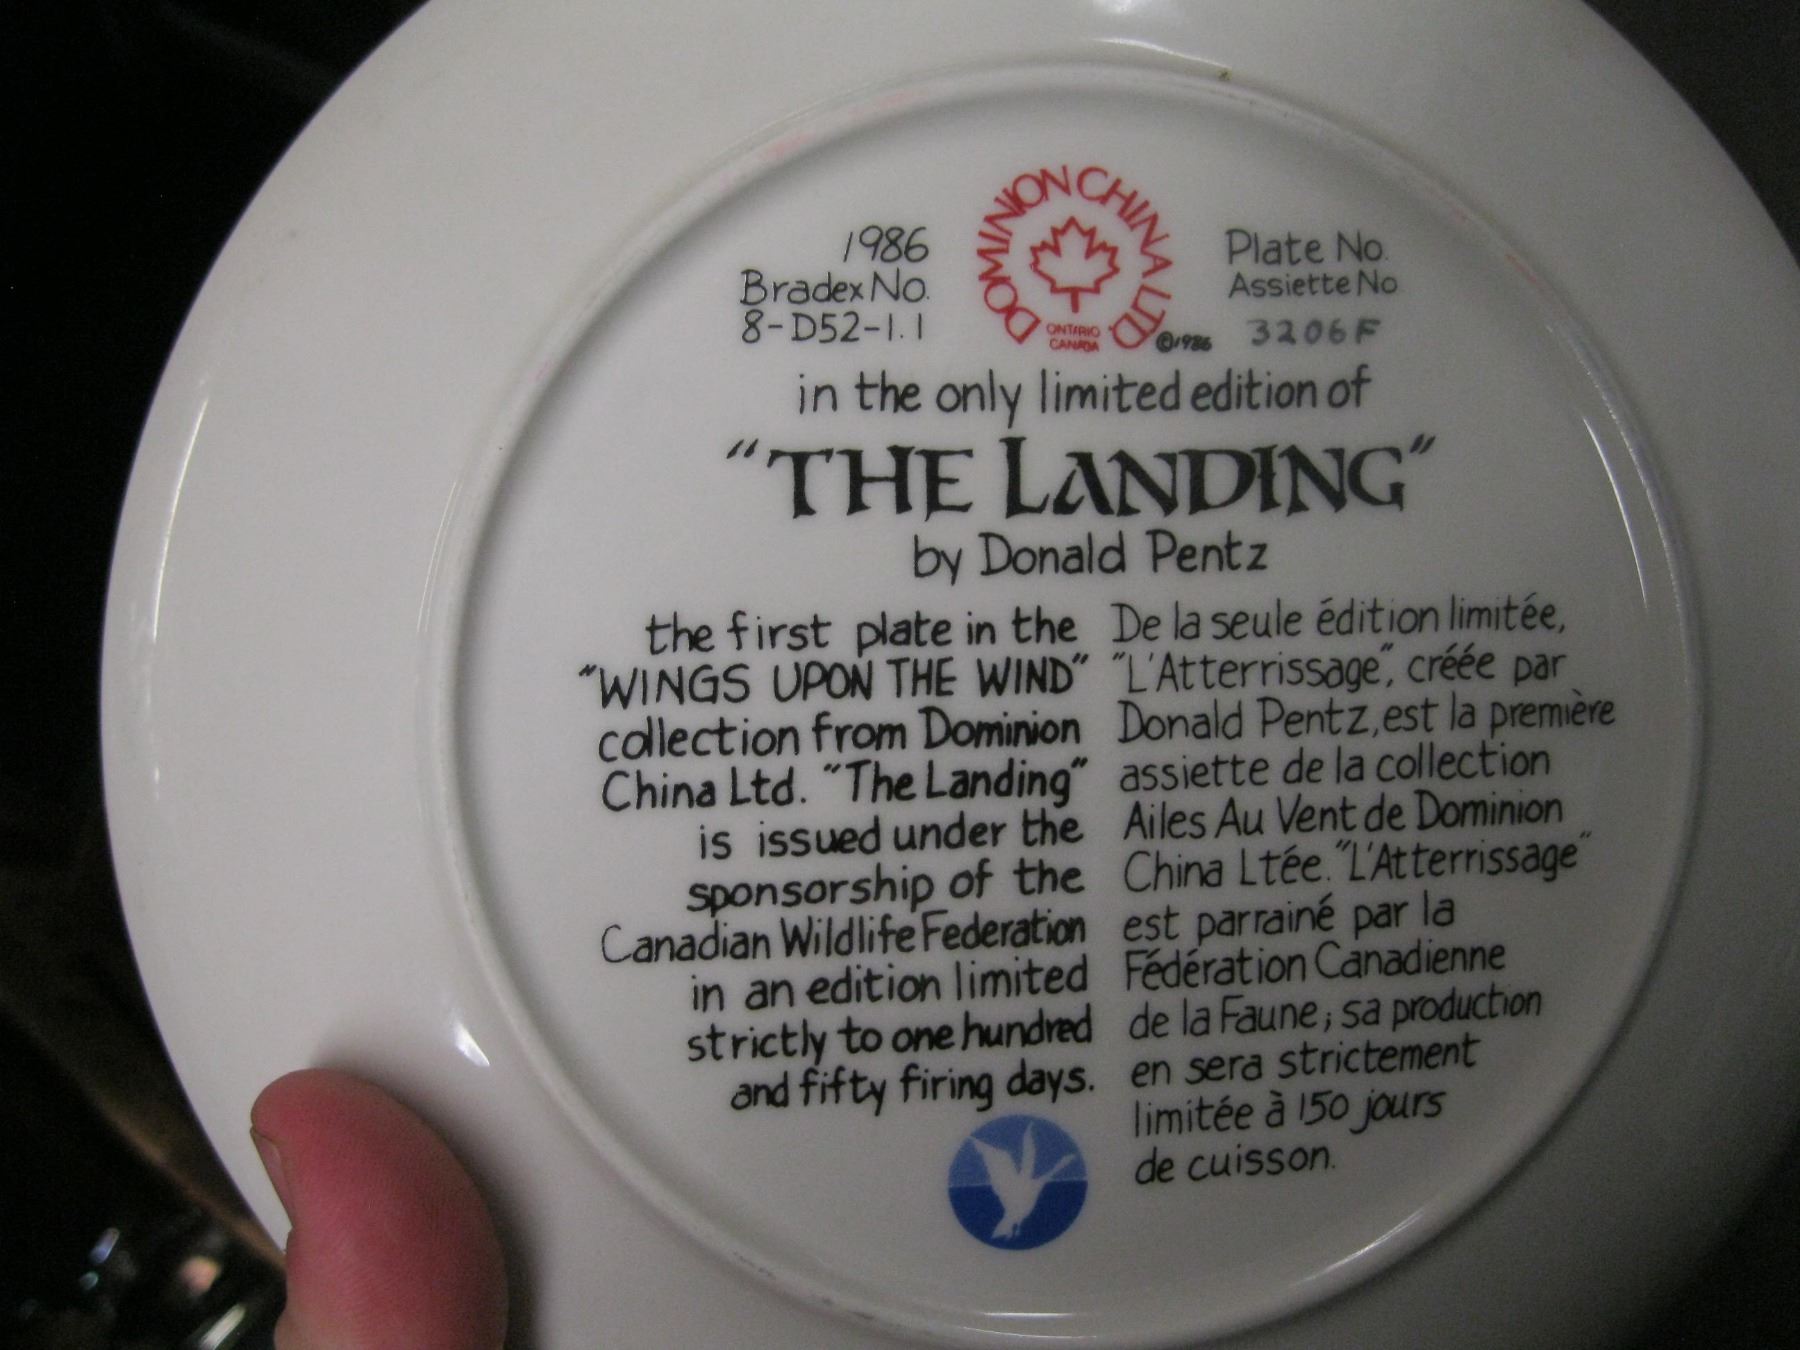 1986
Bradex No.
8-D52-1.1
DOMINION CHINA LTD.
ONTARIO
CANADA
©1986
Plate No.
Assiette No
3206F
in the only limited edition of
"THE LANDING"
by Donald Pentz
the first plate in the
"WINGS UPON THE WIND"
collection from Dominion
China Ltd. "The Landing"
is issued under the
sponsorship of the
Canadian Wildlife Federation
in an edition limited
strictly to one hundred
and fifty firing days.
De la seule édition limitée,
"L'Atterrissage", créée par
Donald Pentz, est la première
assiette de la collection
Ailes Au Vent de Dominion
China Ltée. "L'Atterrissage"
est parrainé par la
Fédération Canadienne
de la Faune; sa production
en sera strictement
limitée à 150 jours
de cuisson.